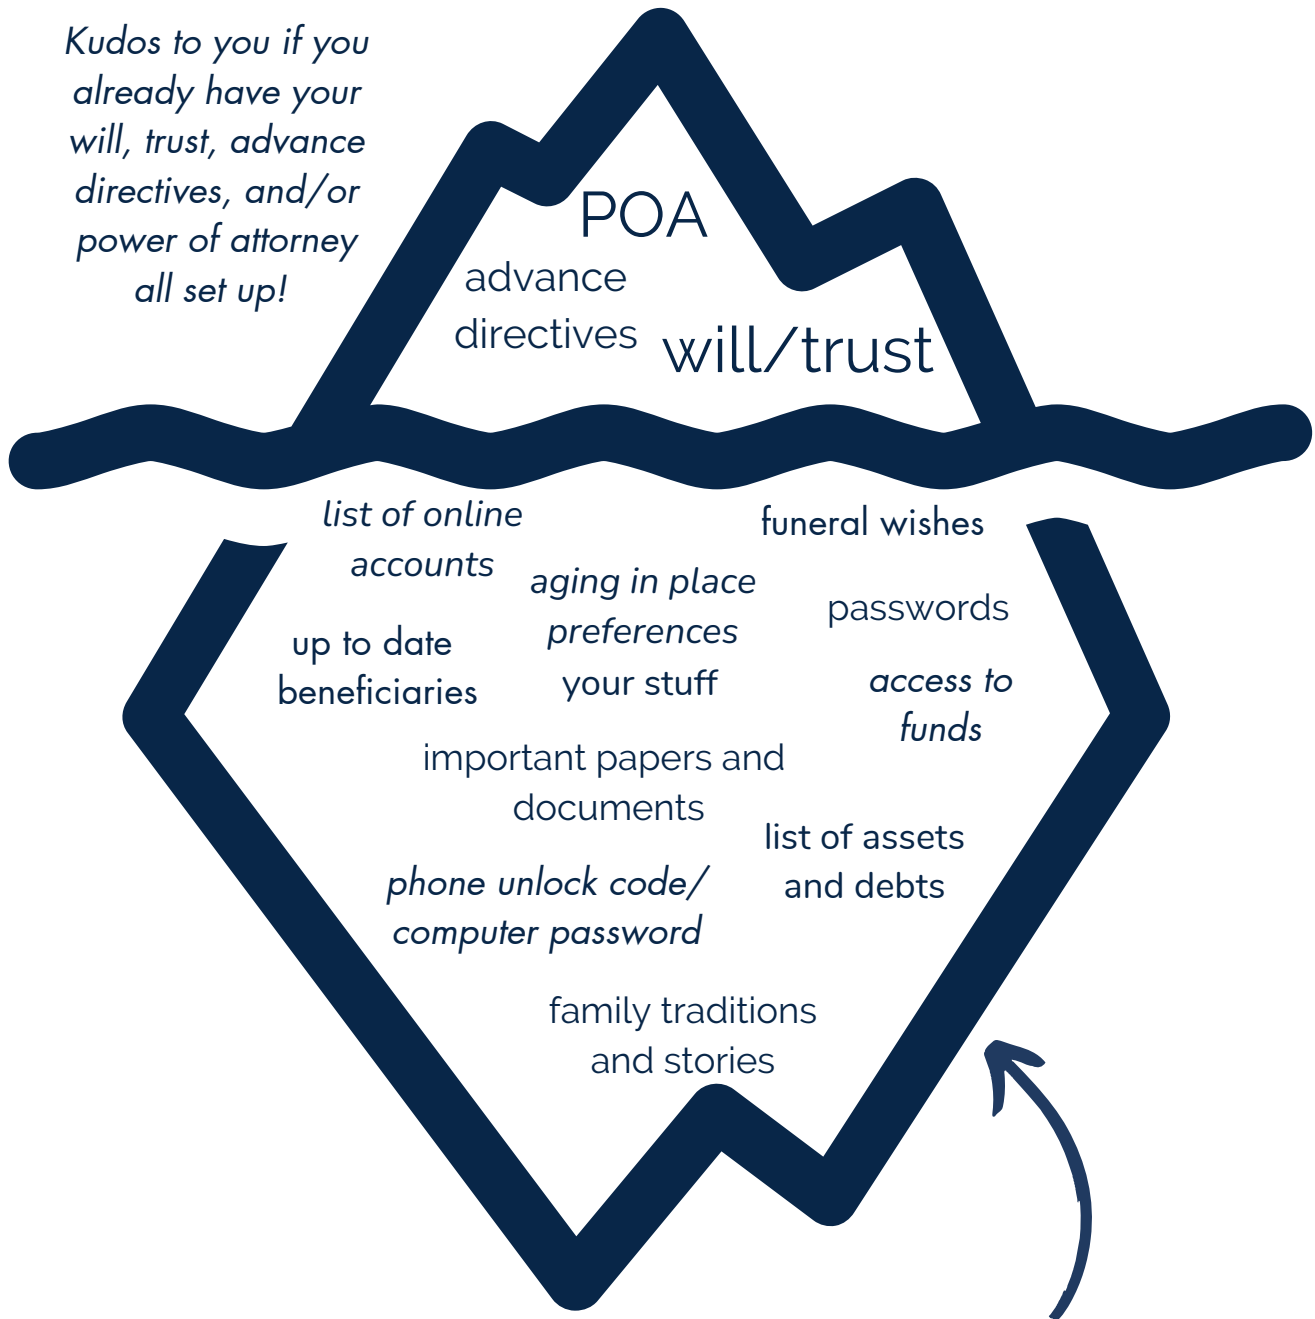 Kudos to you if you
already have your
will, trust, advance
directives, and/or
power of attorney
all set up!
POA
advance
directives
will/trust
list of online
accounts
funeral wishes
aging in place
preferences
passwords
up to date
beneficiaries
your stuff
access to
funds
important papers and
documents
list of assets
and debts
phone unlock code/
computer password
family traditions
and stories